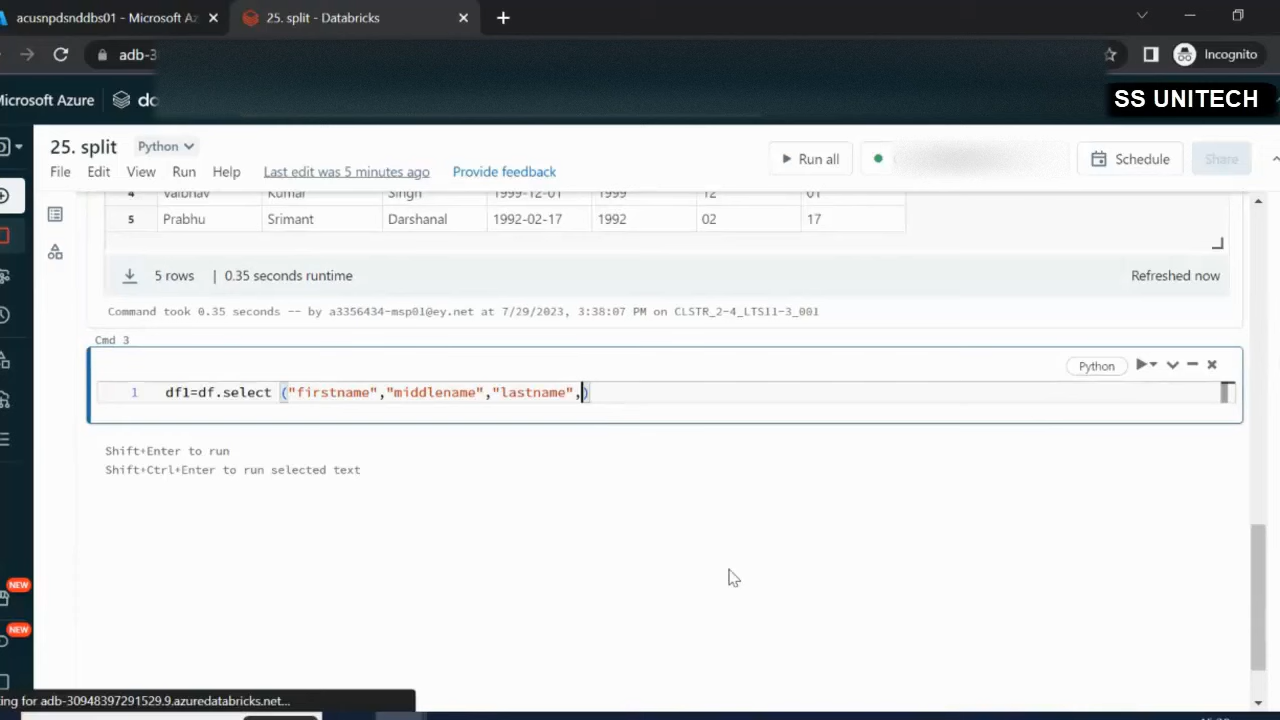 acusnpdsnddbs01 - Microsoft Az
25. split - Databricks
adb-3
Incognito
Microsoft Azure
SS UNITECH
25. split
Python
File Edit View Run Help Last edit was 5 minutes ago Provide feedback
Run all
Schedule
Share
4 Vaibhav Kumar Singh 1999-12-01 1999 12 01
5 Prabhu Srimant Darshanal 1992-02-17 1992 02 17
5 rows | 0.35 seconds runtime
Refreshed now
Command took 0.35 seconds -- by a3356434-msp01@ey.net at 7/29/2023, 3:38:07 PM on CLSTR_2-4_LTS11-3_001
Cmd 3
Python
1 df1=df.select ("firstname","middlename","lastname",)
Shift+Enter to run
Shift+Ctrl+Enter to run selected text
NEW
NEW
ing for adb-30948397291529.9.azuredatabricks.net...